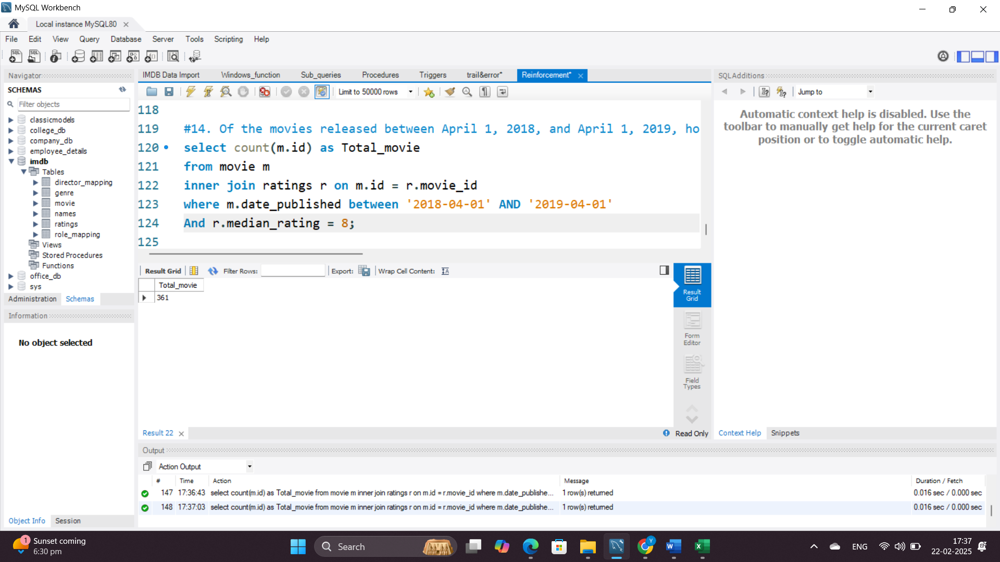 MySQL Workbench
Local instance MySQL80
File Edit View Query Database Server Tools Scripting Help
Navigator
SCHEMAS
Filter objects
classicmodels
college_db
company_db
employee_details
imdb
Tables
director_mapping
genre
movie
names
ratings
role_mapping
Views
Stored Procedures
Functions
office_db
sys
Administration Schemas
Information
No object selected
Object Info Session
IMDB Data Import Windows_function Sub_queries Procedures Triggers trail&error* Reinforcement*
Limit to 50000 rows
118
119 #14. Of the movies released between April 1, 2018, and April 1, 2019, ho
120 select count(m.id) as Total_movie
121 from movie m
122 inner join ratings r on m.id = r.movie_id
123 where m.date_published between '2018-04-01' AND '2019-04-01'
124 And r.median_rating = 8;
125
Result Grid Filter Rows: Export: Wrap Cell Content:
Total_movie
361
Result Grid
Form Editor
Field Types
Result 22
Read Only
SQLAdditions
Jump to
Automatic context help is disabled. Use the
toolbar to manually get help for the current caret
position or to toggle automatic help.
Context Help Snippets
Output
Action Output
# Time Action Message Duration / Fetch
147 17:36:43 select count(m.id) as Total_movie from movie m inner join ratings r on m.id = r.movie_id where m.date_publishe... 1 row(s) returned 0.016 sec / 0.000 sec
148 17:37:03 select count(m.id) as Total_movie from movie m inner join ratings r on m.id = r.movie_id where m.date_publishe... 1 row(s) returned 0.016 sec / 0.000 sec
1
Sunset coming
6:30 pm
Search
Y
ENG
17:37
22-02-2025